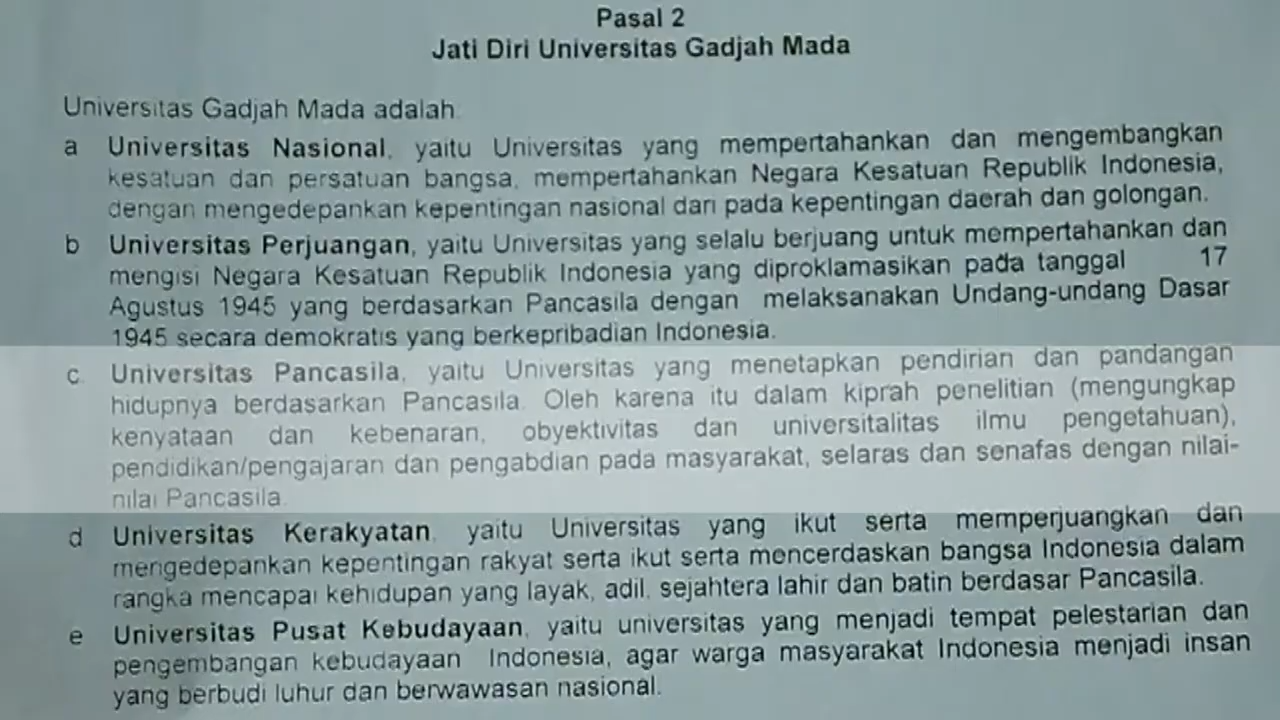 Pasal 2
Jati Diri Universitas Gadjah Mada
Universitas Gadjah Mada adalah
a Universitas Nasional, yaitu Universitas yang mempertahankan dan mengembangkan
kesatuan dan persatuan bangsa, mempertahankan Negara Kesatuan Republik Indonesia,
dengan mengedepankan kepentingan nasional dari pada kepentingan daerah dan golongan.
b Universitas Perjuangan, yaitu Universitas yang selalu berjuang untuk mempertahankan dan
mengisi Negara Kesatuan Republik Indonesia yang diproklamasikan pada tanggal 17
Agustus 1945 yang berdasarkan Pancasila dengan melaksanakan Undang-undang Dasar
1945 secara demokratis yang berkepribadian Indonesia.
c. Universitas Pancasila, yaitu Universitas yang menetapkan pendirian dan pandangan
hidupnya berdasarkan Pancasila. Oleh karena itu dalam kiprah penelitian (mengungkap
kenyataan dan kebenaran, obyektivitas dan universitalitas ilmu pengetahuan),
pendidikan/pengajaran dan pengabdian pada masyarakat, selaras dan senafas dengan nilai-
nilai Pancasila.
d Universitas Kerakyatan, yaitu Universitas yang ikut serta memperjuangkan dan
mengedepankan kepentingan rakyat serta ikut serta mencerdaskan bangsa Indonesia dalam
rangka mencapai kehidupan yang layak, adil, sejahtera lahir dan batin berdasar Pancasila.
e Universitas Pusat Kebudayaan, yaitu universitas yang menjadi tempat pelestarian dan
pengembangan kebudayaan Indonesia, agar warga masyarakat Indonesia menjadi insan
yang berbudi luhur dan berwawasan nasional.